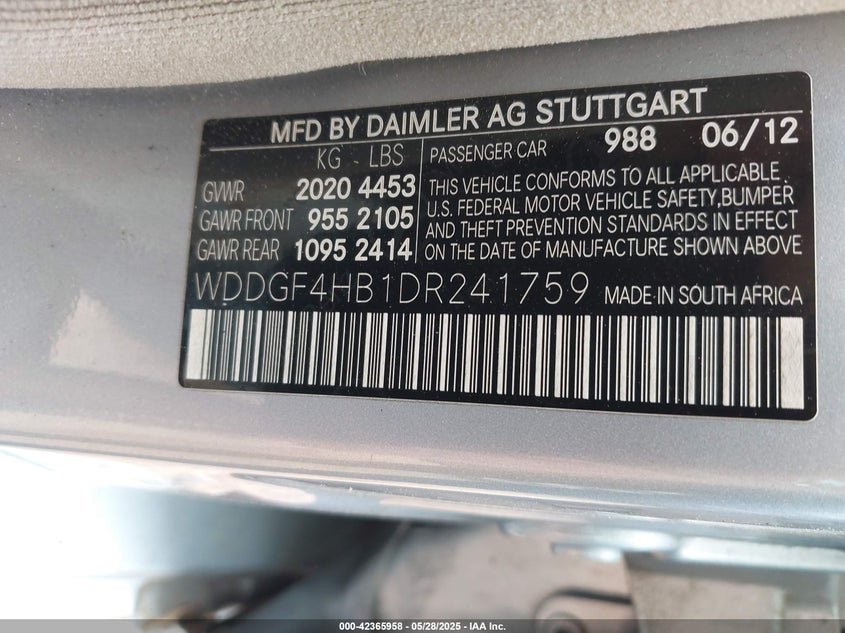 MFD BY DAIMLER AG STUTTGART
KG - LBS
GVWR 2020 4453
GAWR FRONT 955 2105
GAWR REAR 1095 2414
PASSENGER CAR 988 06/12
THIS VEHICLE CONFORMS TO ALL APPLICABLE
U.S. FEDERAL MOTOR VEHICLE SAFETY, BUMPER
AND THEFT PREVENTION STANDARDS IN EFFECT
ON THE DATE OF MANUFACTURE SHOWN ABOVE
WDDGF4HB1DR241759 MADE IN SOUTH AFRICA
000-42365958 - 05/28/2025 - IAA Inc.